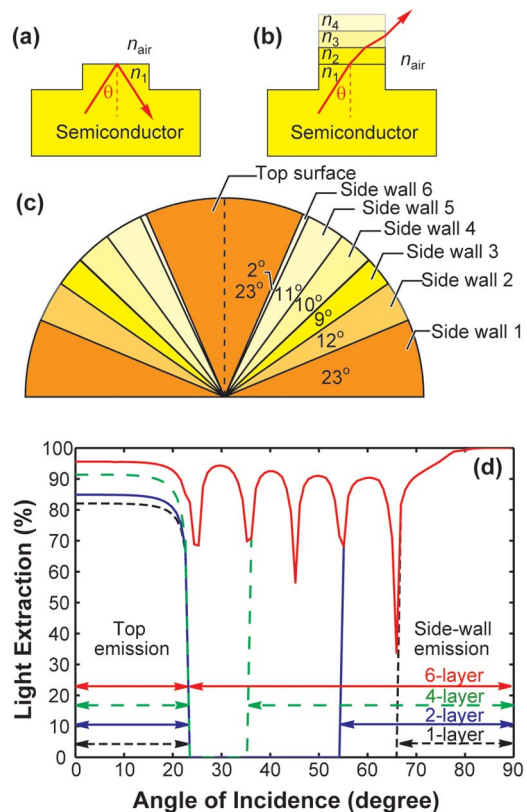 (a)
n_air
n_1
θ
Semiconductor
(b)
n_4
n_3
n_2
n_1
n_air
θ
Semiconductor
(c)
Top surface
Side wall 6
Side wall 5
Side wall 4
Side wall 3
Side wall 2
Side wall 1
2°
23°
11°
10°
9°
12°
23°
(d)
Light Extraction (%)
100
90
80
70
60
50
40
30
20
10
0
Top
emission
Side-wall
emission
6-layer
4-layer
2-layer
1-layer
0 10 20 30 40 50 60 70 80 90
Angle of Incidence (degree)